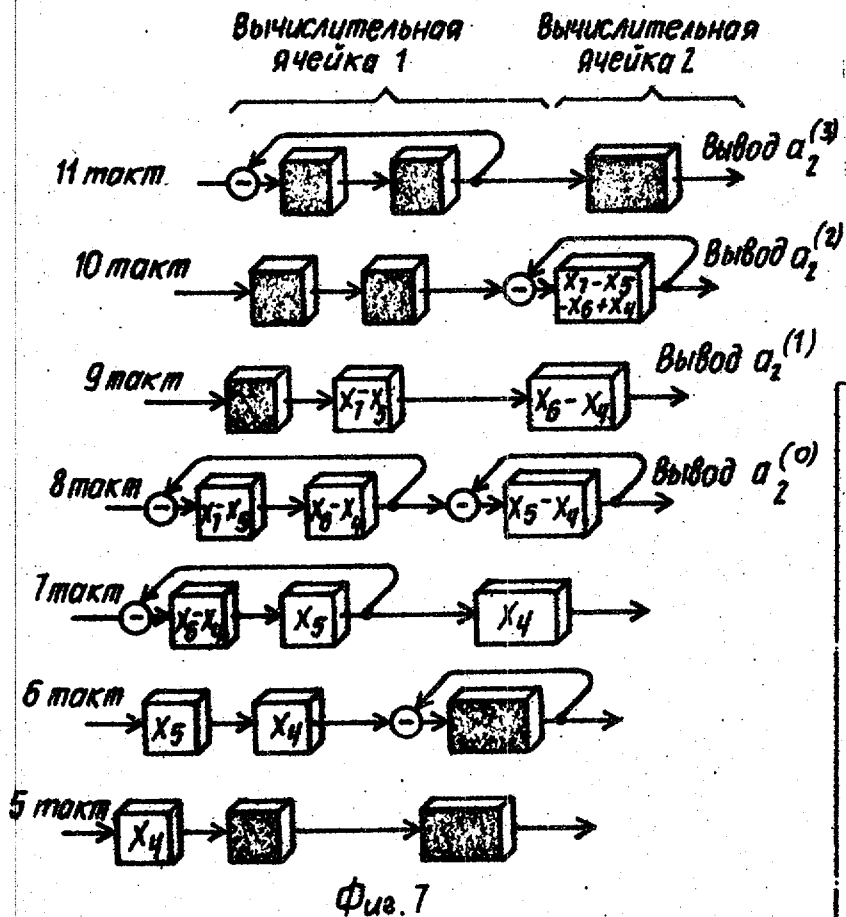 Вычислительная ячейка 1
Вычислительная ячейка 2
11 такт
Вывод a₂⁽³⁾
10 такт
X₇-X₅
-X₆+X₄
Вывод a₂⁽²⁾
9 такт
X₇-X₅
X₆-X₄
Вывод a₂⁽¹⁾
8 такт
X₇-X₅
X₆-X₄
X₅-X₄
Вывод a₂⁽⁰⁾
7 такт
X₆-X₄
X₅
X₄
6 такт
X₅
X₄
5 такт
X₄
Фиг. 7